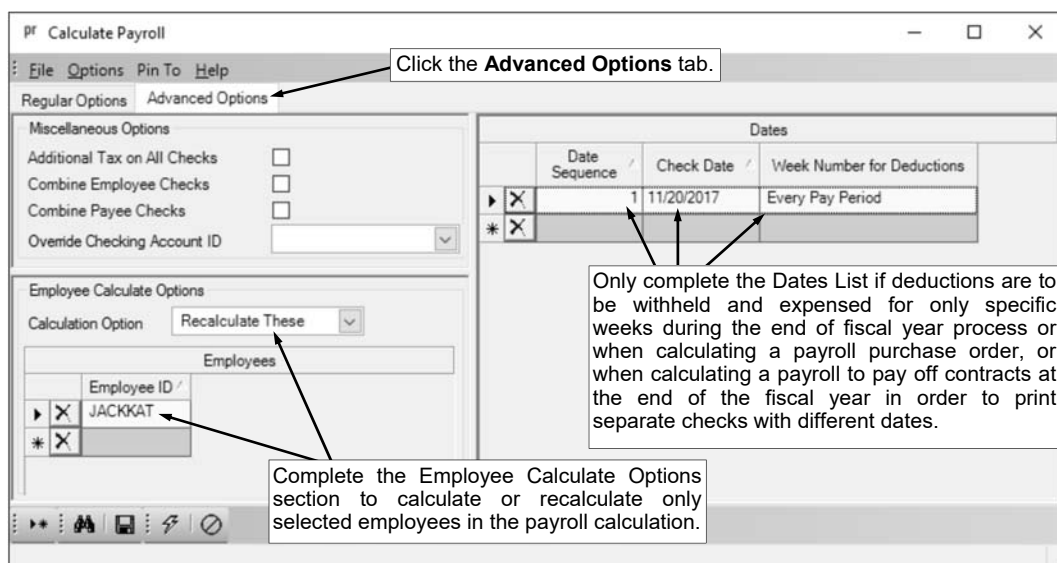 pr Calculate Payroll
File Options Pin To Help
Click the Advanced Options tab.
Regular Options Advanced Options
Miscellaneous Options
Additional Tax on All Checks
Combine Employee Checks
Combine Payee Checks
Override Checking Account ID
Dates
Date Sequence Check Date Week Number for Deductions
1 11/20/2017 Every Pay Period
Only complete the Dates List if deductions are to
be withheld and expensed for only specific
weeks during the end of fiscal year process or
when calculating a payroll purchase order, or
when calculating a payroll to pay off contracts at
the end of the fiscal year in order to print
separate checks with different dates.
Employee Calculate Options
Calculation Option Recalculate These
Employees
Employee ID
JACKKAT
Complete the Employee Calculate Options
section to calculate or recalculate only
selected employees in the payroll calculation.